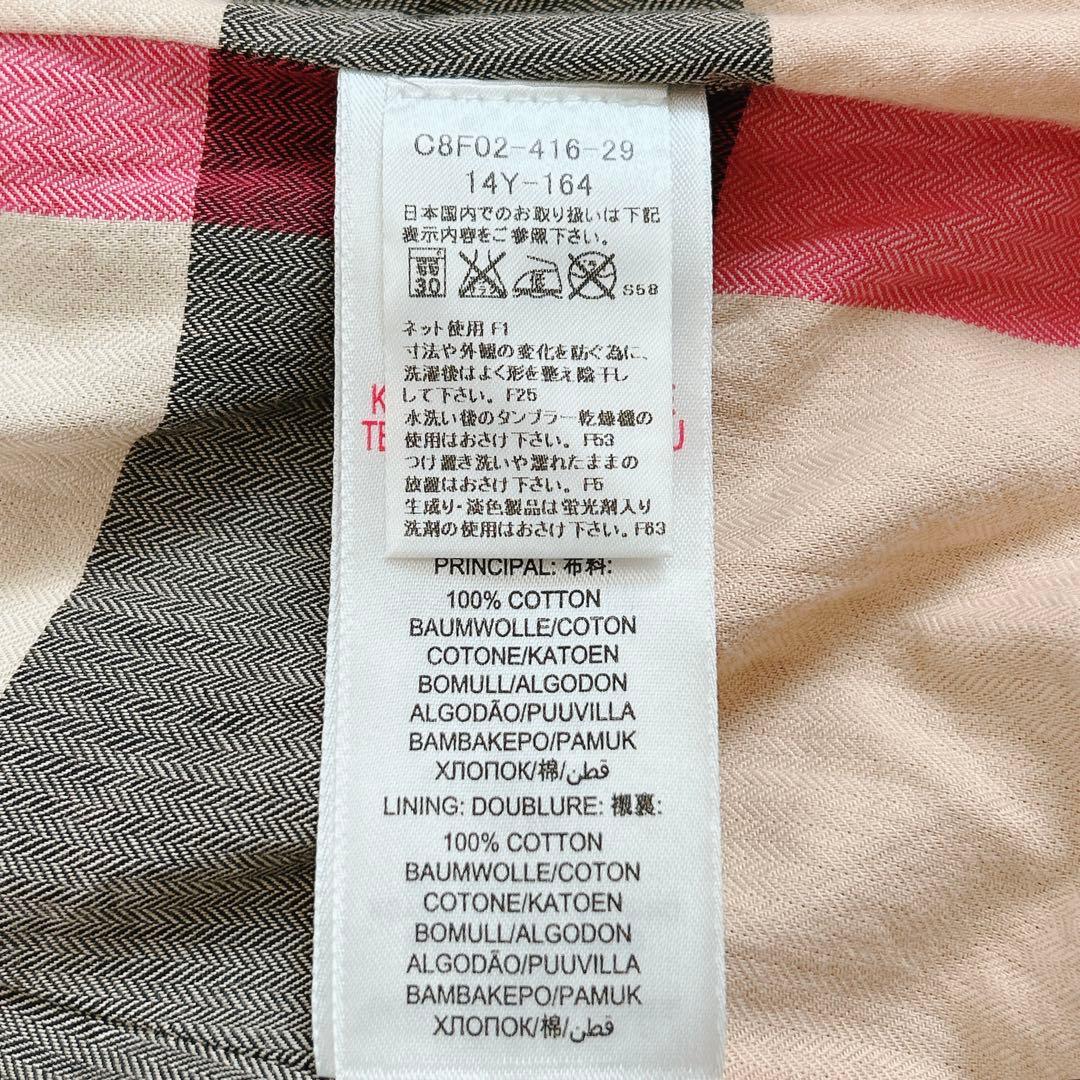 C8F02-416-29
14Y-164
日本国内でのお取り扱いは下記
表示内容をご参照下さい。
30 S58
ネット使用 F1
寸法や外観の変化を防ぐ為に、
洗濯後はよく形を整え陰干し
して下さい。F25
水洗い後のタンブラー乾燥機の
使用はおさけ下さい。F53
つけ置き洗いや濡れたままの
放置はおさけ下さい。F5
生成り・淡色製品は蛍光剤入り
洗剤の使用はおさけ下さい。F63
PRINCIPAL: 布料:
100% COTTON
BAUMWOLLE/COTON
COTONE/KATOEN
BOMULL/ALGODON
ALGODÃO/PUUVILLA
ΒΑΜΒΑΚΕΡΟ/PAMUK
ХЛОПОК/棉/قطن
LINING: DOUBLURE: 襯裏:
100% COTTON
BAUMWOLLE/COTON
COTONE/KATOEN
BOMULL/ALGODON
ALGODÃO/PUUVILLA
ΒΑΜΒΑΚΕΡΟ/PAMUK
ХЛОПОК/棉/قطن